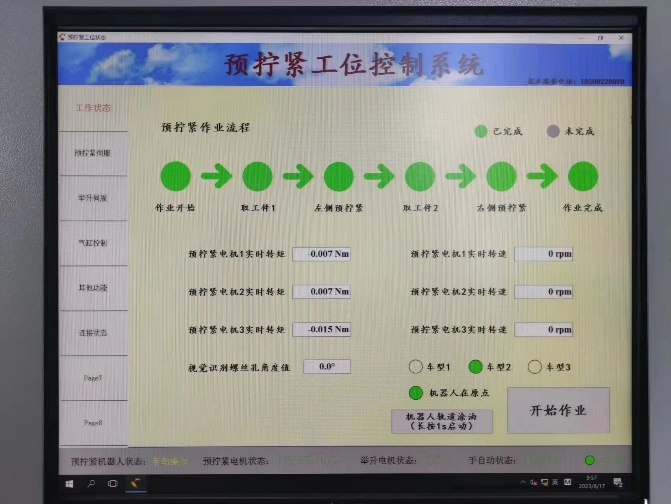 预拧紧工位状态
预拧紧工位控制系统
工作状态
预拧紧作业流程
已完成
未完成
预拧紧伺服
举升伺服
作业开始
取工件1
左侧预拧紧
取工件2
右侧预拧紧
作业完成
气缸控制
预拧紧电机1实时转矩
-0.007 Nm
预拧紧电机1实时转速
0 rpm
其他功能
预拧紧电机2实时转矩
0.007 Nm
预拧紧电机2实时转速
0 rpm
连接状态
预拧紧电机3实时转矩
-0.015 Nm
预拧紧电机3实时转速
0 rpm
视觉识别螺丝孔角度值
0.0°
车型1
车型2
车型3
Page7
机器人在原点
机器人轨道涂油
(长按1s启动)
开始作业
Page8
预拧紧机器人状态:
手动操作
预拧紧电机状态:
举升电机状态:
手自动状态:
英
9:57
2023/8/17